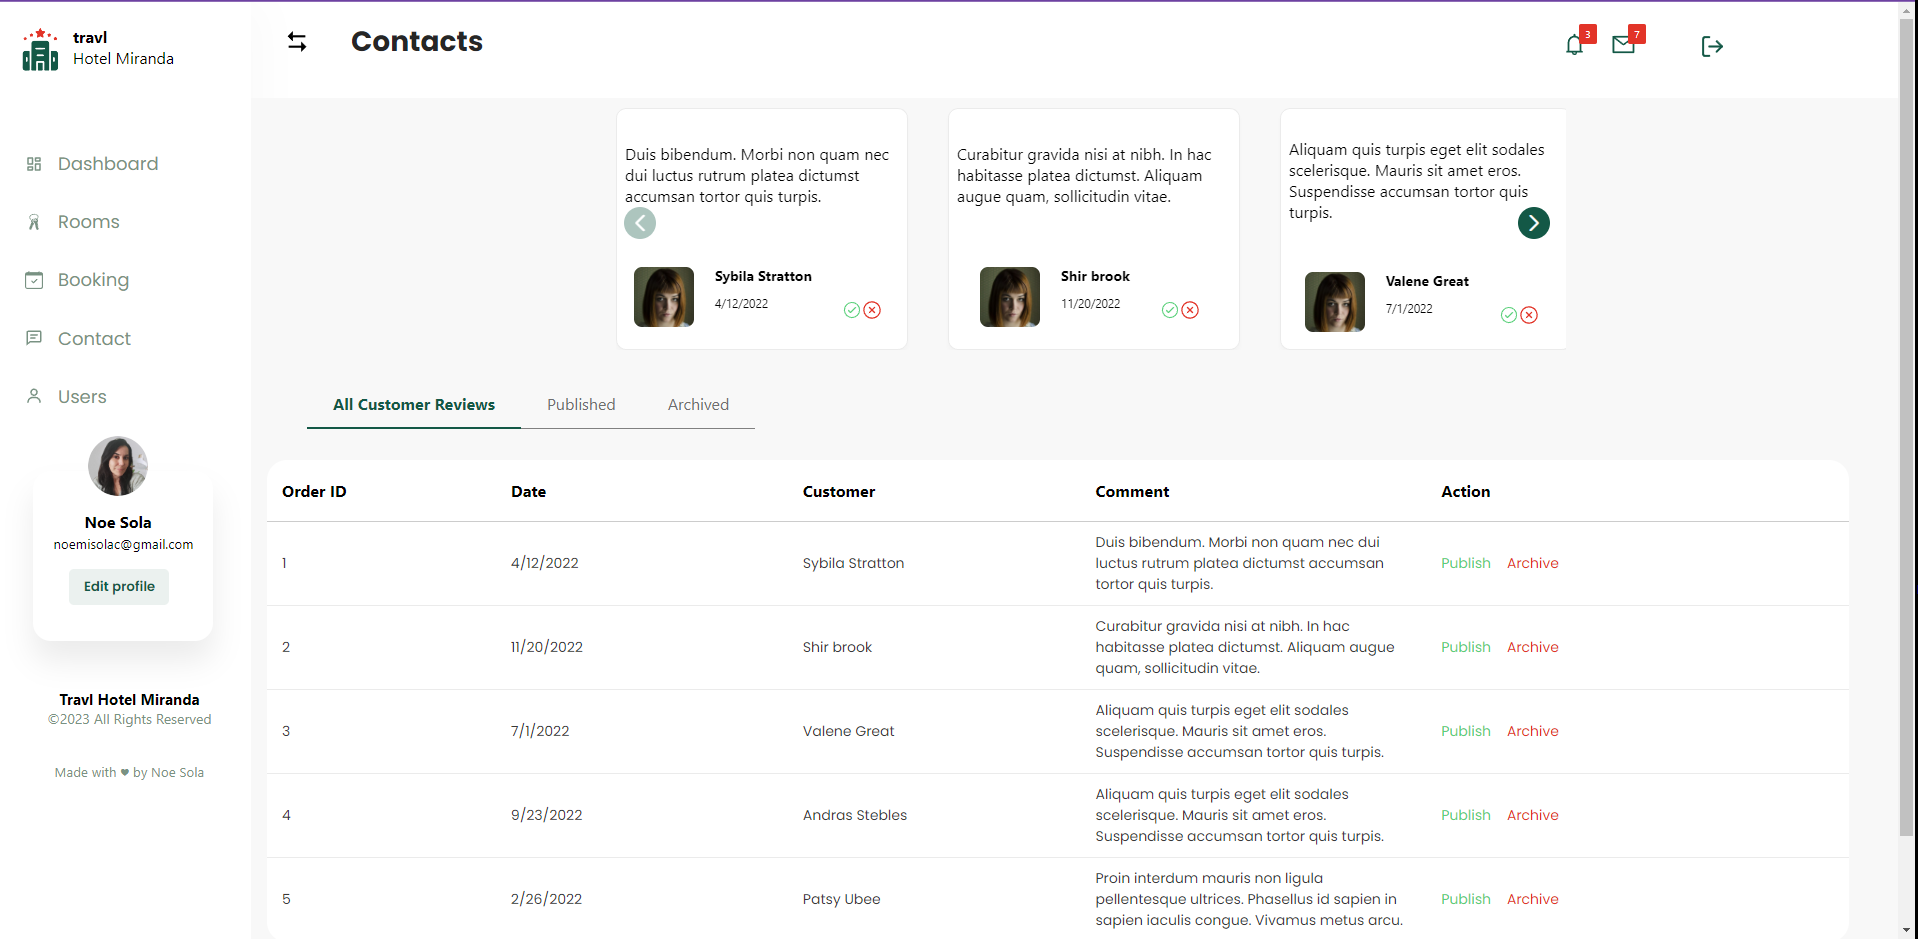 travl
Hotel Miranda
Contacts
3
7
Dashboard
Rooms
Booking
Contact
Users
Noe Sola
noemisolac@gmail.com
Edit profile
Travl Hotel Miranda
©2023 All Rights Reserved
Made with ♥ by Noe Sola
Duis bibendum. Morbi non quam nec
dui luctus rutrum platea dictumst
accumsan tortor quis turpis.
Sybila Stratton
4/12/2022
Curabitur gravida nisi at nibh. In hac
habitasse platea dictumst. Aliquam
augue quam, sollicitudin vitae.
Shir brook
11/20/2022
Aliquam quis turpis eget elit sodales
scelerisque. Mauris sit amet eros.
Suspendisse accumsan tortor quis
turpis.
Valene Great
7/1/2022
All Customer Reviews Published Archived
Order ID Date Customer Comment Action
1 4/12/2022 Sybila Stratton
Duis bibendum. Morbi non quam nec dui
luctus rutrum platea dictumst accumsan
tortor quis turpis.
Publish Archive
2 11/20/2022 Shir brook
Curabitur gravida nisi at nibh. In hac
habitasse platea dictumst. Aliquam augue
quam, sollicitudin vitae.
Publish Archive
3 7/1/2022 Valene Great
Aliquam quis turpis eget elit sodales
scelerisque. Mauris sit amet eros.
Suspendisse accumsan tortor quis turpis.
Publish Archive
4 9/23/2022 Andras Stebles
Aliquam quis turpis eget elit sodales
scelerisque. Mauris sit amet eros.
Suspendisse accumsan tortor quis turpis.
Publish Archive
5 2/26/2022 Patsy Ubee
Proin interdum mauris non ligula
pellentesque ultrices. Phasellus id sapien in
sapien iaculis congue. Vivamus metus arcu.
Publish Archive